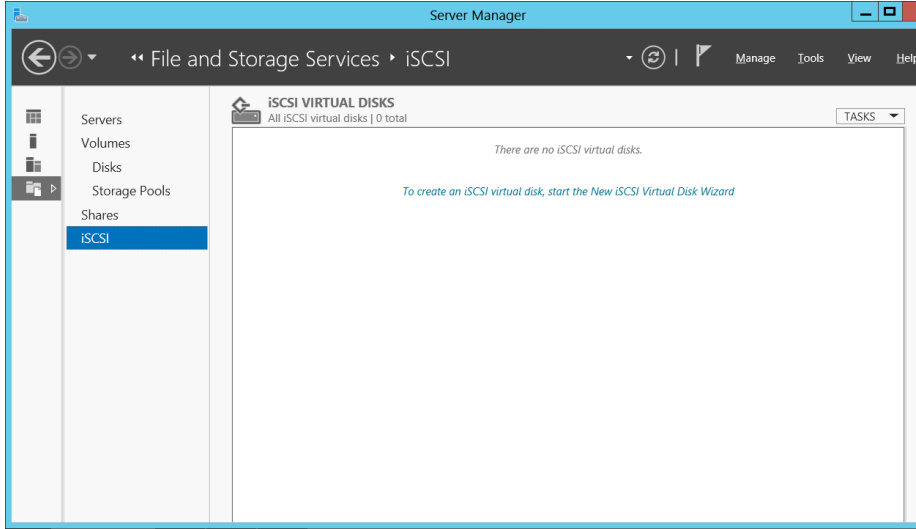 Server Manager
File and Storage Services
iSCSI
Manage
Tools
View
Help
Servers
Volumes
Disks
Storage Pools
Shares
iSCSI
iSCSI VIRTUAL DISKS
All iSCSI virtual disks | 0 total
TASKS
There are no iSCSI virtual disks.
To create an iSCSI virtual disk, start the New iSCSI Virtual Disk Wizard